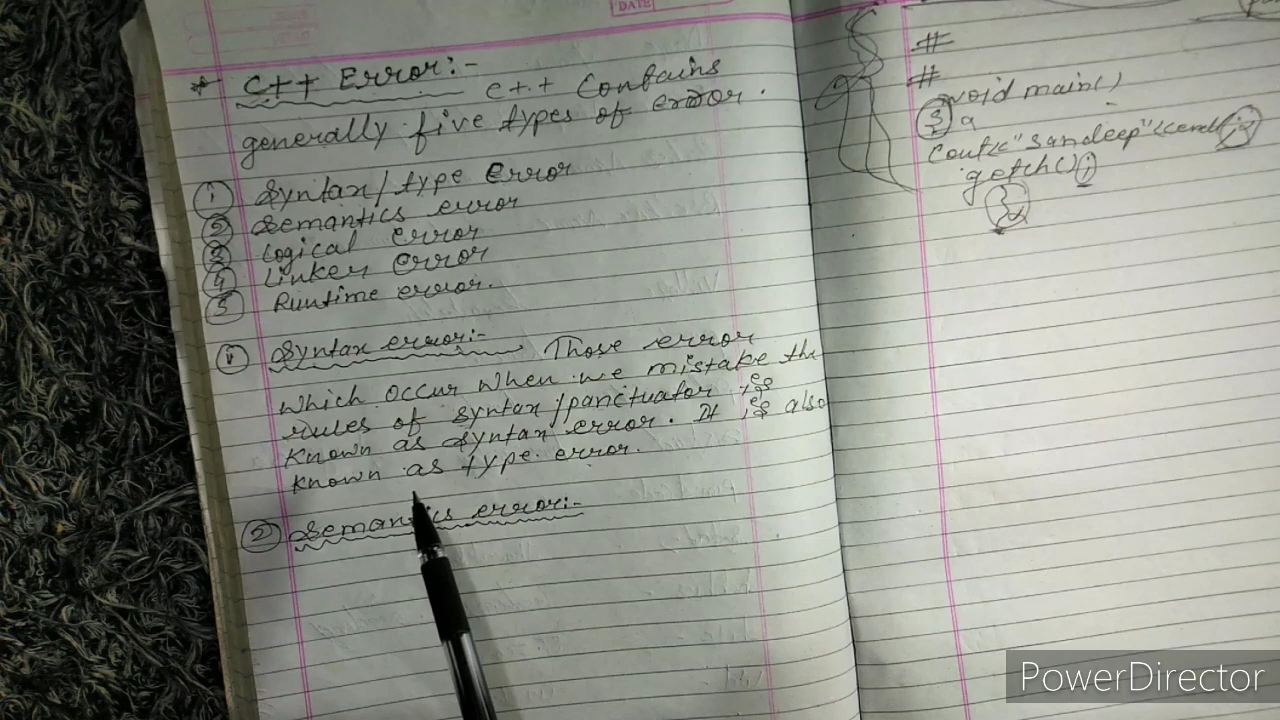 DATE
* C++ Error:- C++ Contains
generally five types of error.
① Syntax/type Error
② Semantics error
③ Logical error
④ Linker Error
⑤ Runtime error.
① Syntax error:- Those error
which occur when we mistake the
rules of syntax/panctuator is
known as syntax error. It is also
known as type error.
② Semantics error:-
#
#
void main()
{
cout<<"Sandeep"<<endl;
getch();
}
PowerDirector